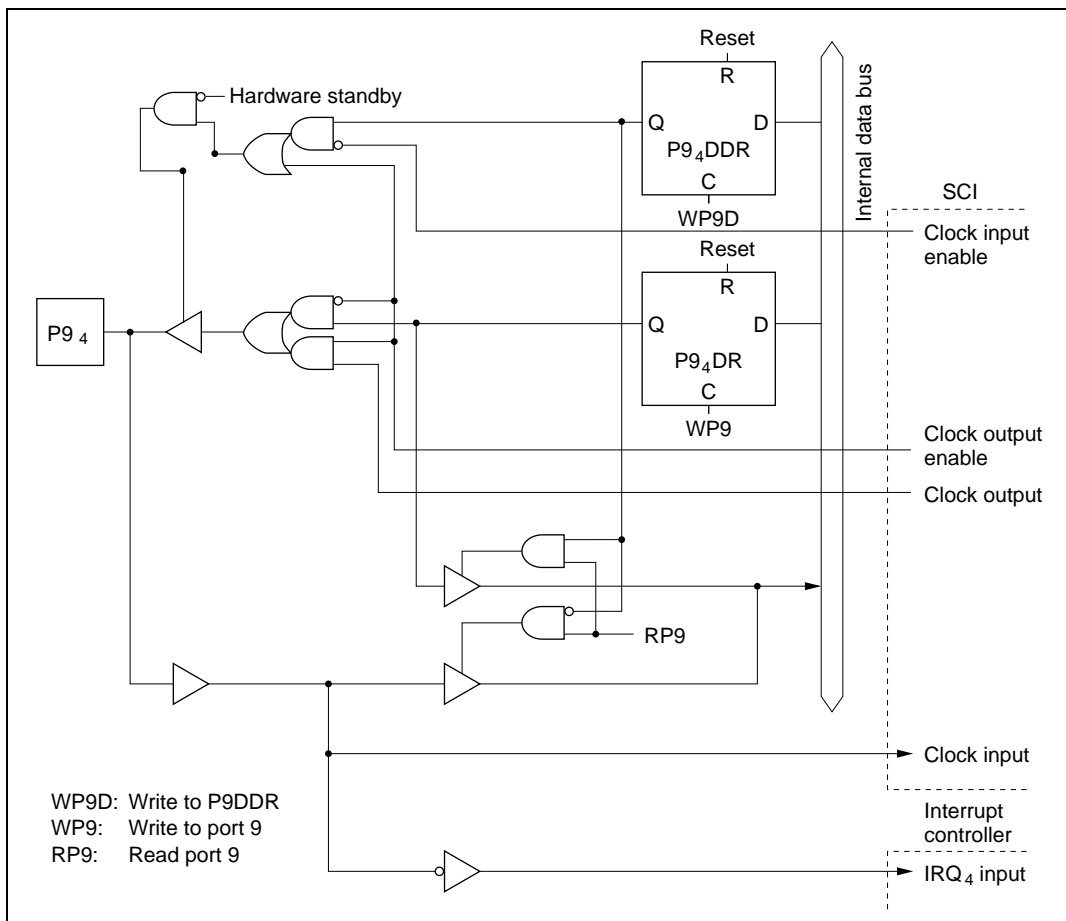 Reset
R
Hardware standby
Q
D
P9₄DDR
C
WP9D
Internal data bus
SCI
Clock input
enable
Reset
R
P9 ₄
Q
D
P9₄DR
C
WP9
Clock output
enable
Clock output
RP9
Clock input
WP9D: Write to P9DDR
WP9: Write to port 9
RP9: Read port 9
Interrupt
controller
IRQ₄ input